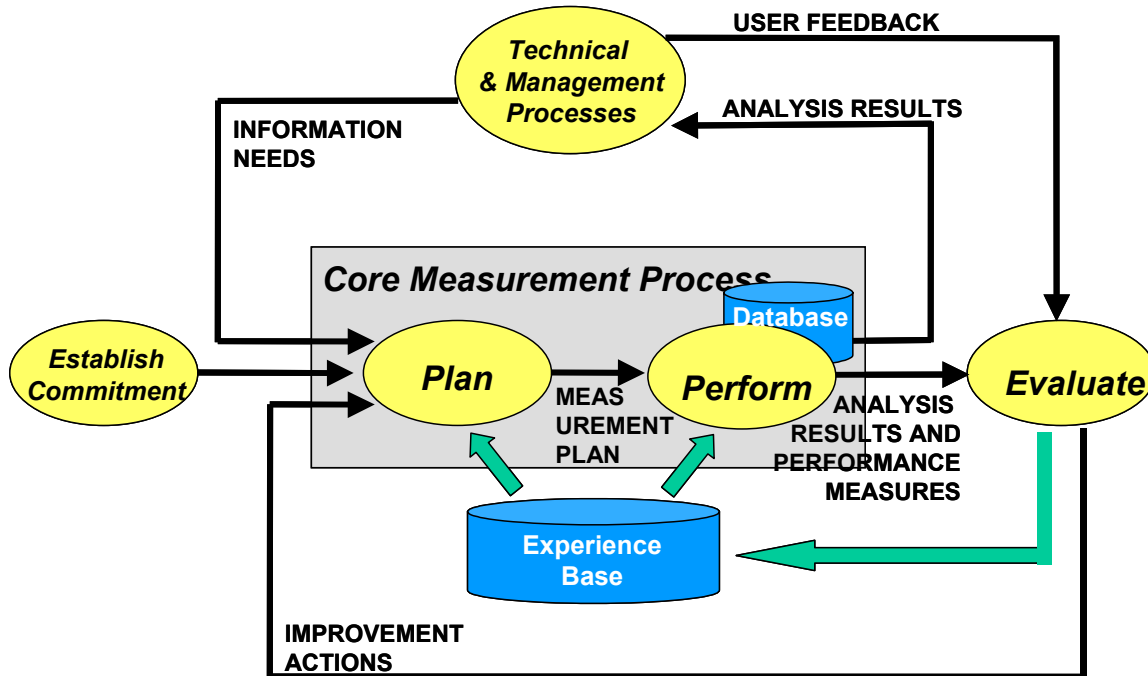 USER FEEDBACK
Technical
& Management
Processes
ANALYSIS RESULTS
INFORMATION
NEEDS
Core Measurement Process
Database
Establish
Commitment
Plan
Perform
Evaluate
MEAS
UREMENT
PLAN
ANALYSIS
RESULTS AND
PERFORMANCE
MEASURES
Experience
Base
IMPROVEMENT
ACTIONS